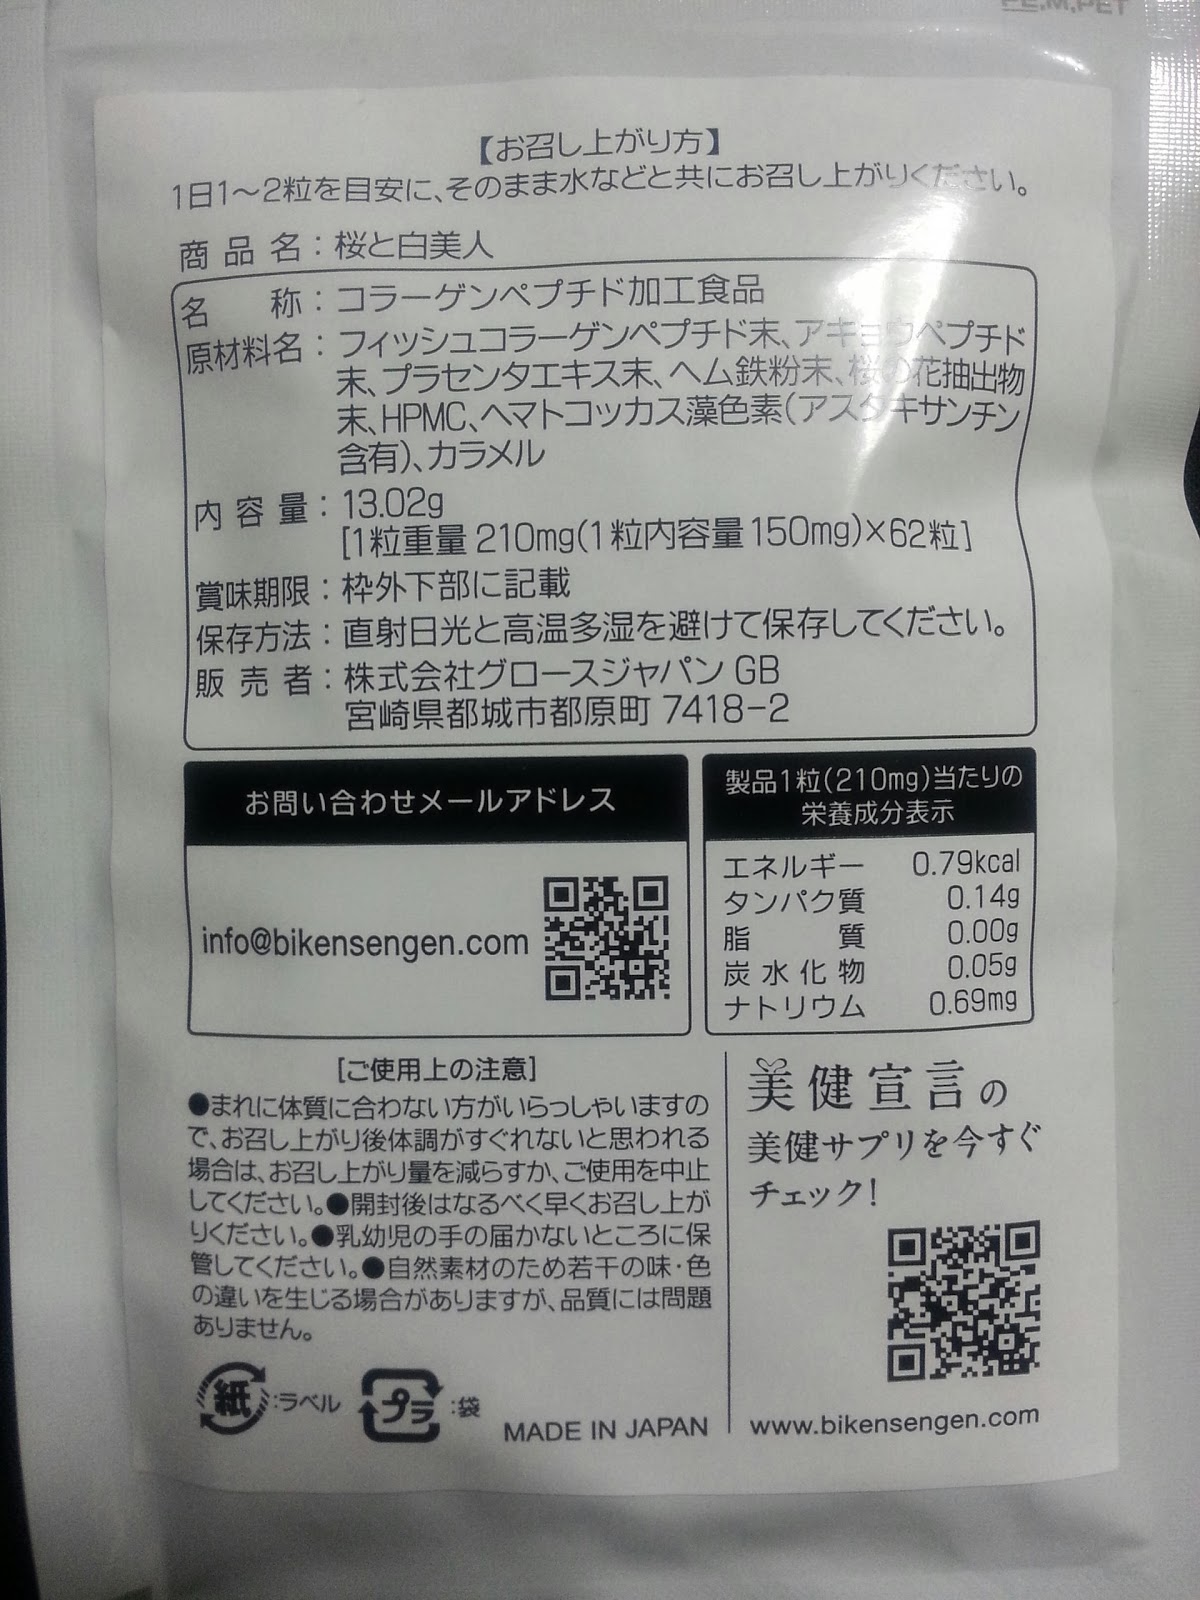 PE.M.PET
【お召し上がり方】
1日1〜2粒を目安に、そのまま水などと共にお召し上がりください。
商品名：桜と白美人
名称：コラーゲンペプチド加工食品
原材料名：フィッシュコラーゲンペプチド末、アキョウペプチド
末、プラセンタエキス末、ヘム鉄粉末、桜の花抽出物
末、HPMC、ヘマトコッカス藻色素(アスタキサンチン
含有)、カラメル
内容量：13.02g
[1粒重量 210mg(1粒内容量150mg)×62粒]
賞味期限：枠外下部に記載
保存方法：直射日光と高温多湿を避けて保存してください。
販売者：株式会社グロースジャパン GB
宮崎県都城市都原町 7418-2
お問い合わせメールアドレス
info@bikensengen.com
製品1粒(210mg)当たりの
栄養成分表示
エネルギー 0.79kcal
タンパク質 0.14g
脂質 0.00g
炭水化物 0.05g
ナトリウム 0.69mg
[ご使用上の注意]
●まれに体質に合わない方がいらっしゃいますの
で、お召し上がり後体調がすぐれないと思われる
場合は、お召し上がり量を減らすか、ご使用を中止
してください。●開封後はなるべく早くお召し上が
りください。●乳幼児の手の届かないところに保
管してください。●自然素材のため若干の味・色
の違いを生じる場合がありますが、品質には問題
ありません。
紙：ラベル プラ：袋
MADE IN JAPAN
美健宣言の
美健サプリを今すぐ
チェック!
www.bikensengen.com